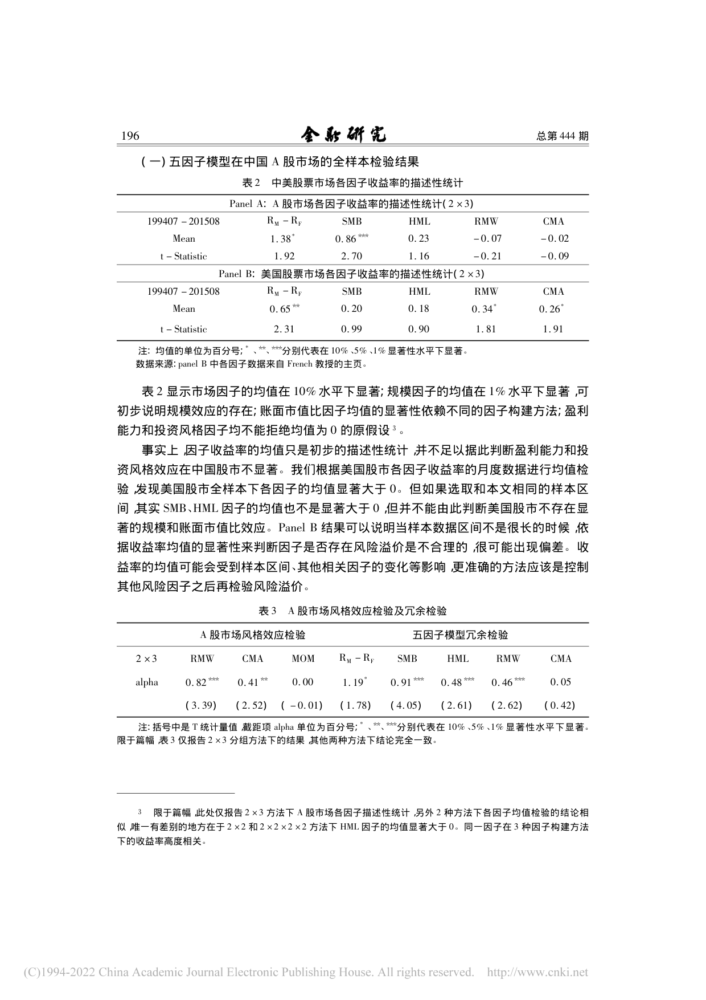 196 金融研究 总第 444 期
(一)五因子模型在中国 A 股市场的全样本检验结果
表 2 中美股票市场各因子收益率的描述性统计
Panel A: A 股市场各因子收益率的描述性统计(2×3)
199407-201508 R_M-R_F SMB HML RMW CMA
Mean 1.38* 0.86*** 0.23 -0.07 -0.02
t-Statistic 1.92 2.70 1.16 -0.21 -0.09
Panel B: 美国股票市场各因子收益率的描述性统计(2×3)
199407-201508 R_M-R_F SMB HML RMW CMA
Mean 0.65** 0.20 0.18 0.34* 0.26*
t-Statistic 2.31 0.99 0.90 1.81 1.91
注: 均值的单位为百分号; *、**、***分别代表在 10%、5%、1% 显著性水平下显著。
数据来源: panel B 中各因子数据来自 French 教授的主页。
表 2 显示市场因子的均值在 10% 水平下显著; 规模因子的均值在 1% 水平下显著,可
初步说明规模效应的存在; 账面市值比因子均值的显著性依赖不同的因子构建方法; 盈利
能力和投资风格因子均不能拒绝均值为 0 的原假设3。
事实上,因子收益率的均值只是初步的描述性统计,并不足以据此判断盈利能力和投
资风格效应在中国股市不显著。我们根据美国股市各因子收益率的月度数据进行均值检
验,发现美国股市全样本下各因子的均值显著大于 0。但如果选取和本文相同的样本区
间,其实 SMB、HML 因子的均值也不是显著大于 0,但并不能由此判断美国股市不存在显
著的规模和账面市值比效应。Panel B 结果可以说明当样本数据区间不是很长的时候,依
据收益率均值的显著性来判断因子是否存在风险溢价是不合理的,很可能出现偏差。收
益率的均值可能会受到样本区间、其他相关因子的变化等影响,更准确的方法应该是控制
其他风险因子之后再检验风险溢价。
表 3 A 股市场风格效应检验及冗余检验
A 股市场风格效应检验 五因子模型冗余检验
2×3 RMW CMA MOM R_M-R_F SMB HML RMW CMA
alpha 0.82*** 0.41** 0.00 1.19* 0.91*** 0.48*** 0.46*** 0.05
(3.39) (2.52) (-0.01) (1.78) (4.05) (2.61) (2.62) (0.42)
注: 括号中是 T 统计量值,截距项 alpha 单位为百分号; *、**、***分别代表在 10%、5%、1% 显著性水平下显著。
限于篇幅,表 3 仅报告 2×3 分组方法下的结果,其他两种方法下结论完全一致。
3 限于篇幅,此处仅报告 2×3 方法下 A 股市场各因子描述性统计,另外 2 种方法下各因子均值检验的结论相
似,唯一有差别的地方在于 2×2 和 2×2×2×2 方法下 HML 因子的均值显著大于 0。同一因子在 3 种因子构建方法
下的收益率高度相关。
(C)1994-2022 China Academic Journal Electronic Publishing House. All rights reserved. http://www.cnki.net